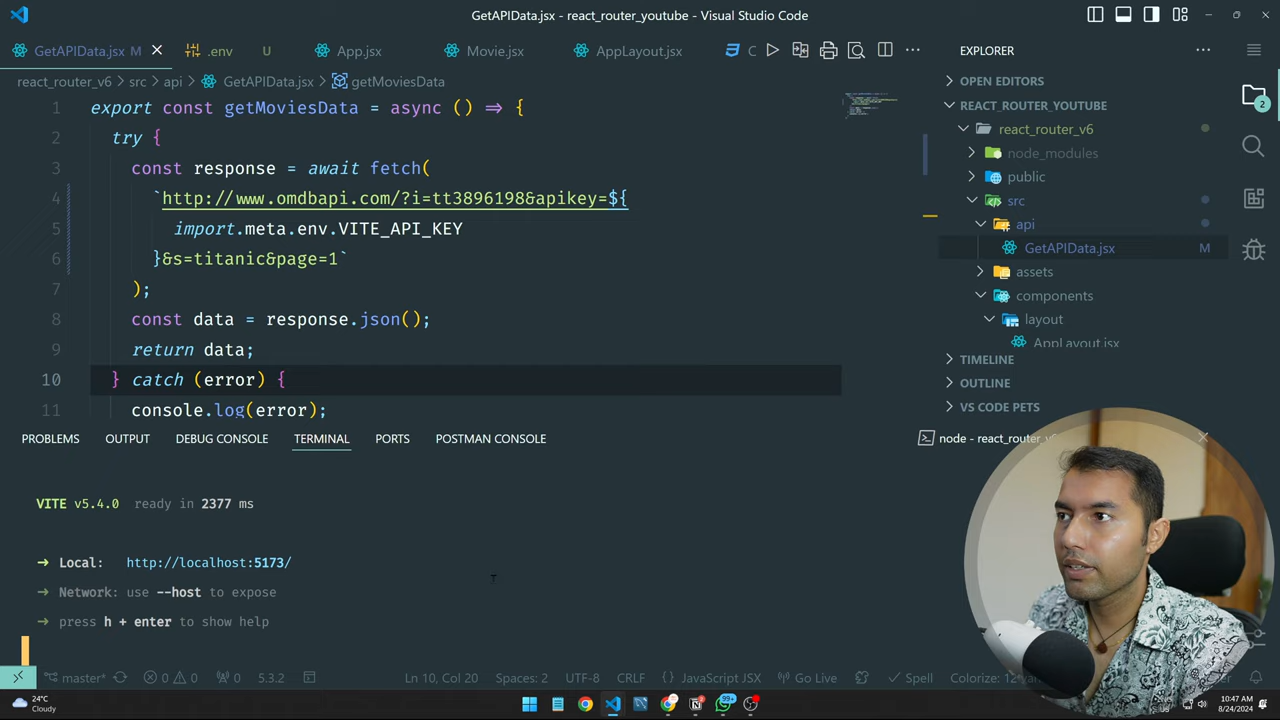 GetAPIData.jsx - react_router_youtube - Visual Studio Code
GetAPIData.jsx M
.env U
App.jsx
Movie.jsx
AppLayout.jsx
C
react_router_v6 > src > api > GetAPIData.jsx > getMoviesData
1 export const getMoviesData = async () => {
2 try {
3 const response = await fetch(
4 `http://www.omdbapi.com/?i=tt3896198&apikey=${
5 import.meta.env.VITE_API_KEY
6 }&s=titanic&page=1`
7 );
8 const data = response.json();
9 return data;
10 } catch (error) {
11 console.log(error);
EXPLORER
OPEN EDITORS
REACT_ROUTER_YOUTUBE
react_router_v6
node_modules
public
src
api
GetAPIData.jsx M
assets
components
layout
AppLayout.jsx
TIMELINE
OUTLINE
VS CODE PETS
2
PROBLEMS OUTPUT DEBUG CONSOLE TERMINAL PORTS POSTMAN CONSOLE
node - react_router_v
VITE v5.4.0 ready in 2377 ms
➜ Local: http://localhost:5173/
➜ Network: use --host to expose
➜ press h + enter to show help
master* 0 0 0 5.3.2 Ln 10, Col 20 Spaces: 2 UTF-8 CRLF {} JavaScript JSX Go Live Spell Colorize:
24°C
Cloudy
99+
10:47 AM
8/24/2024